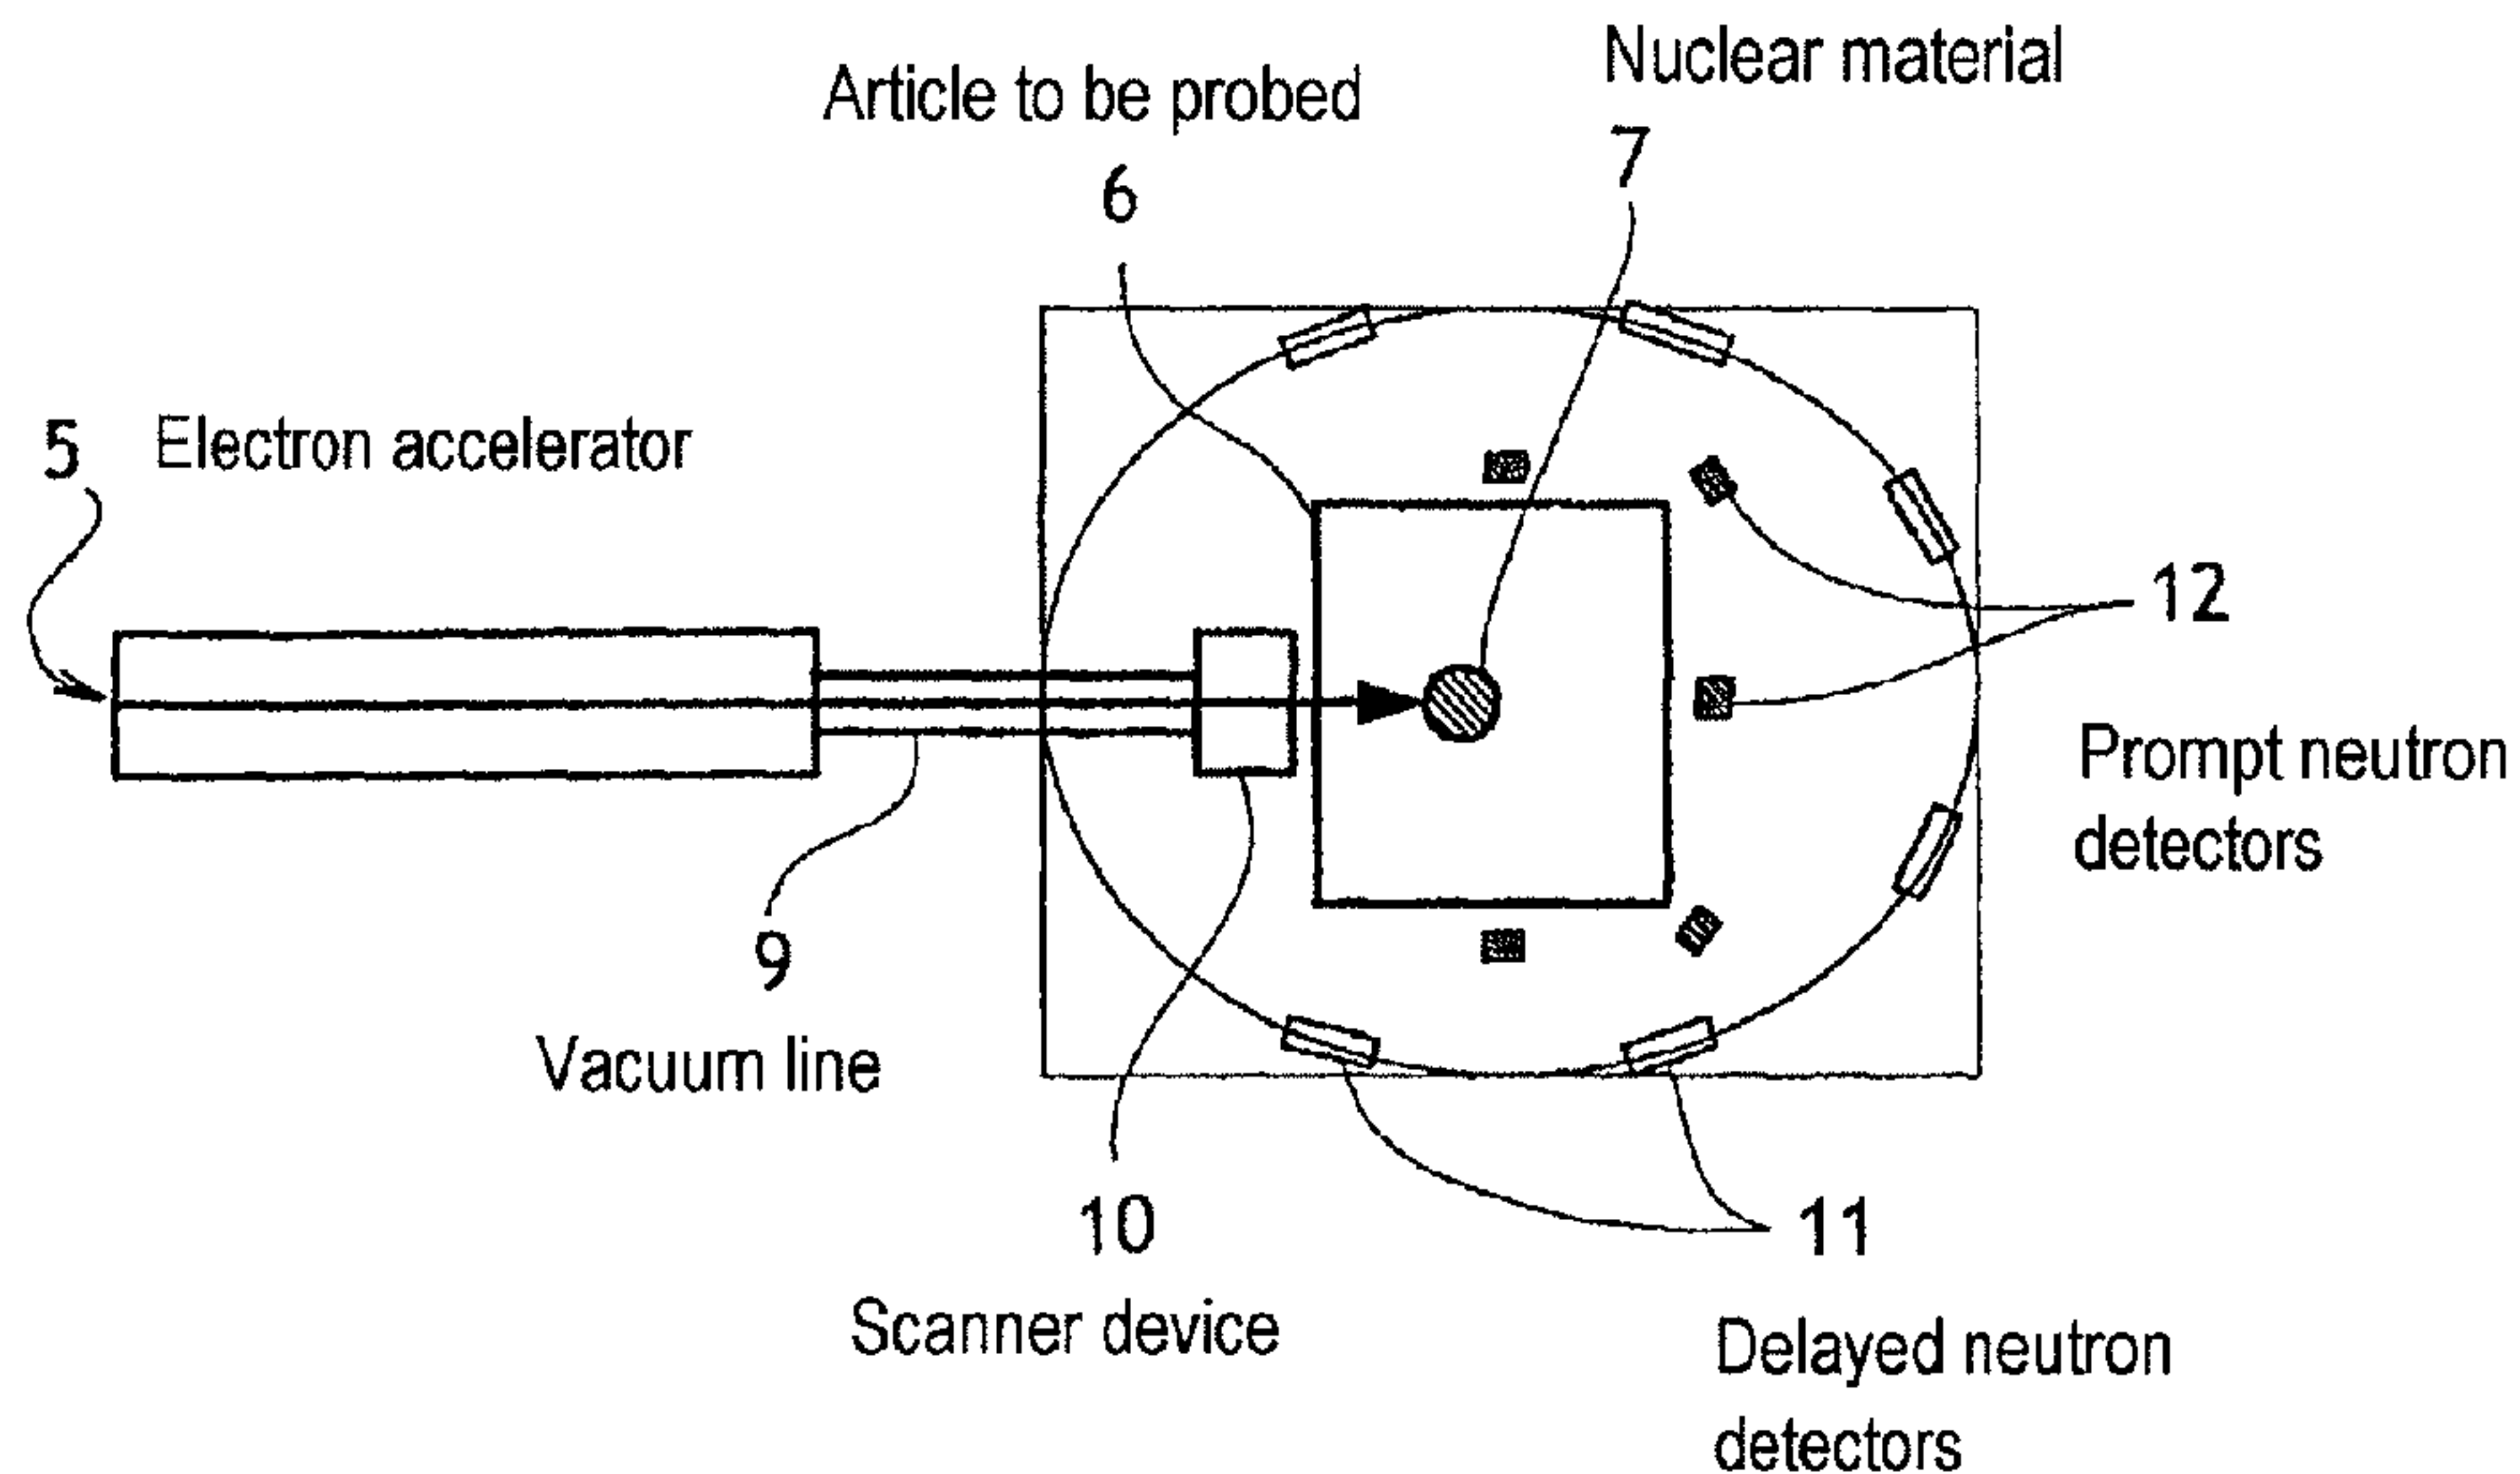 Nuclear material
7
Article to be probed
6
5 Electron accelerator
12
Prompt neutron
detectors
9
Vacuum line
10
Scanner device
11
Delayed neutron
detectors